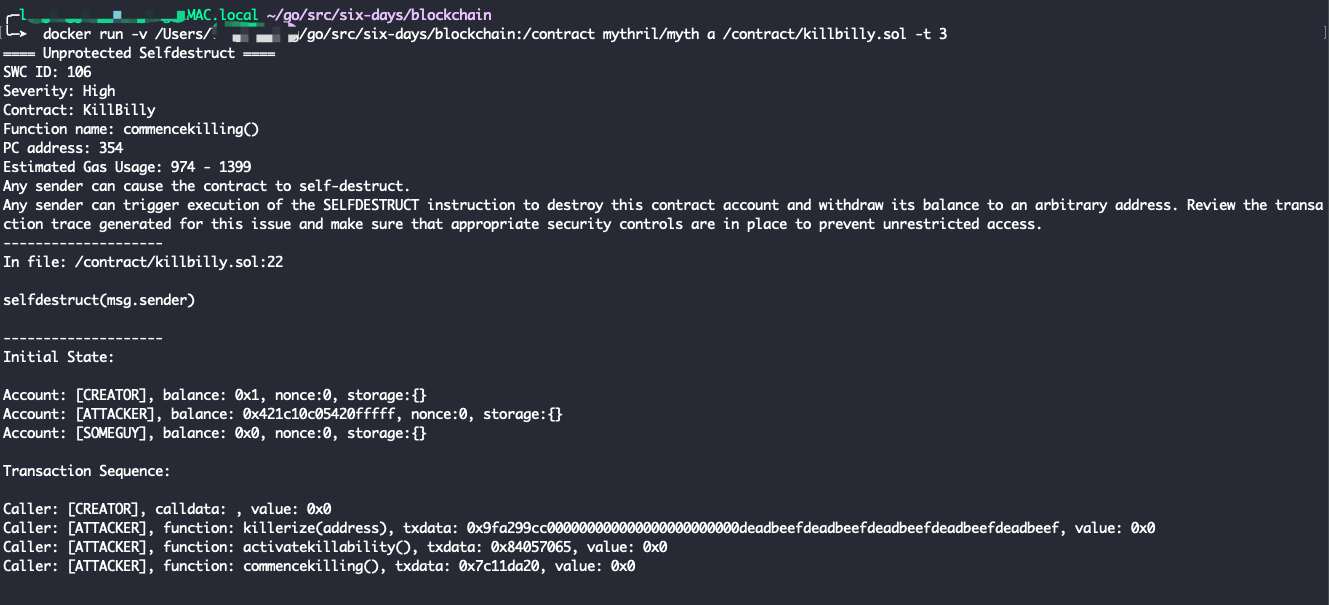 MAC.local ~/go/src/six-days/blockchain
docker run -v /Users/ /go/src/six-days/blockchain:/contract mythril/myth a /contract/killbilly.sol -t 3
==== Unprotected Selfdestruct ====
SWC ID: 106
Severity: High
Contract: KillBilly
Function name: commencekilling()
PC address: 354
Estimated Gas Usage: 974 - 1399
Any sender can cause the contract to self-destruct.
Any sender can trigger execution of the SELFDESTRUCT instruction to destroy this contract account and withdraw its balance to an arbitrary address. Review the transa
ction trace generated for this issue and make sure that appropriate security controls are in place to prevent unrestricted access.
--------------------
In file: /contract/killbilly.sol:22
selfdestruct(msg.sender)
--------------------
Initial State:
Account: [CREATOR], balance: 0x1, nonce:0, storage:{}
Account: [ATTACKER], balance: 0x421c10c05420fffff, nonce:0, storage:{}
Account: [SOMEGUY], balance: 0x0, nonce:0, storage:{}
Transaction Sequence:
Caller: [CREATOR], calldata: , value: 0x0
Caller: [ATTACKER], function: killerize(address), txdata: 0x9fa299cc000000000000000000000000deadbeefdeadbeefdeadbeefdeadbeefdeadbeef, value: 0x0
Caller: [ATTACKER], function: activatekillability(), txdata: 0x84057065, value: 0x0
Caller: [ATTACKER], function: commencekilling(), txdata: 0x7c11da20, value: 0x0